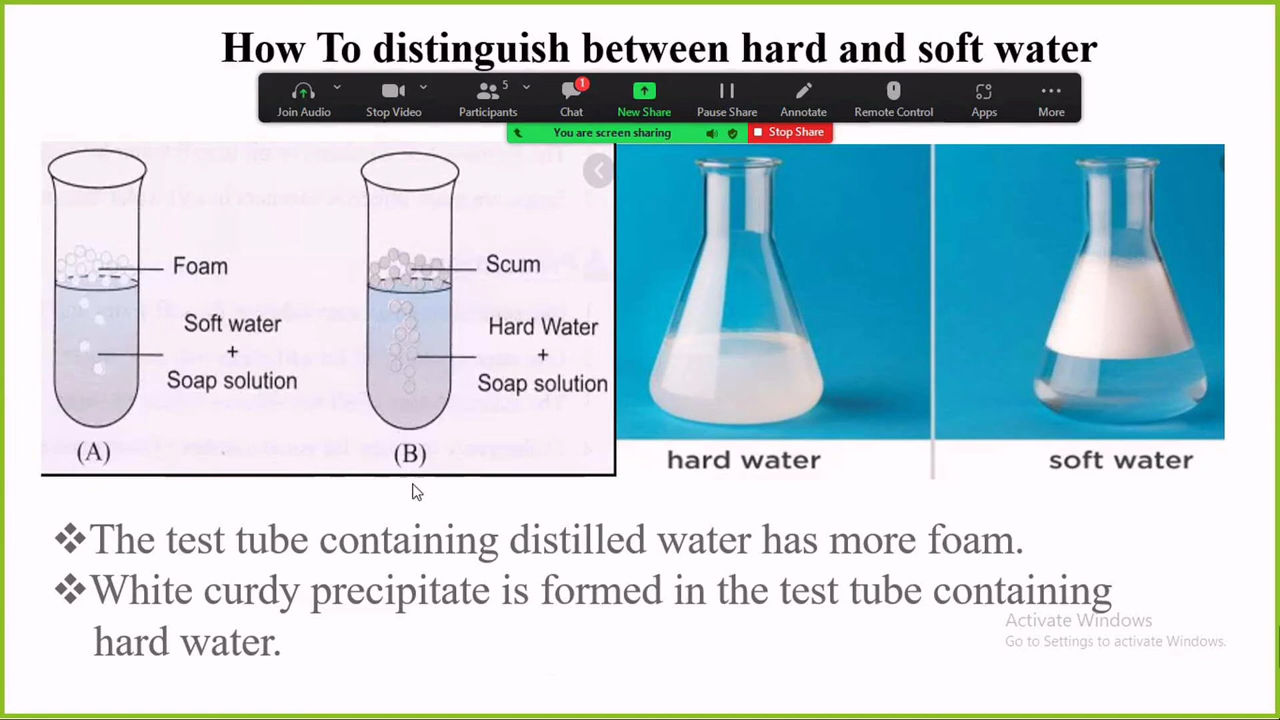 How To distinguish between hard and soft water
Join Audio
Stop Video
5
Participants
1
Chat
New Share
Pause Share
Annotate
Remote Control
Apps
More
You are screen sharing
Stop Share
Foam
Soft water
+
Soap solution
(A)
Scum
Hard Water
+
Soap solution
(B)
hard water
soft water
❖The test tube containing distilled water has more foam.
❖White curdy precipitate is formed in the test tube containing
hard water.
Activate Windows
Go to Settings to activate Windows.